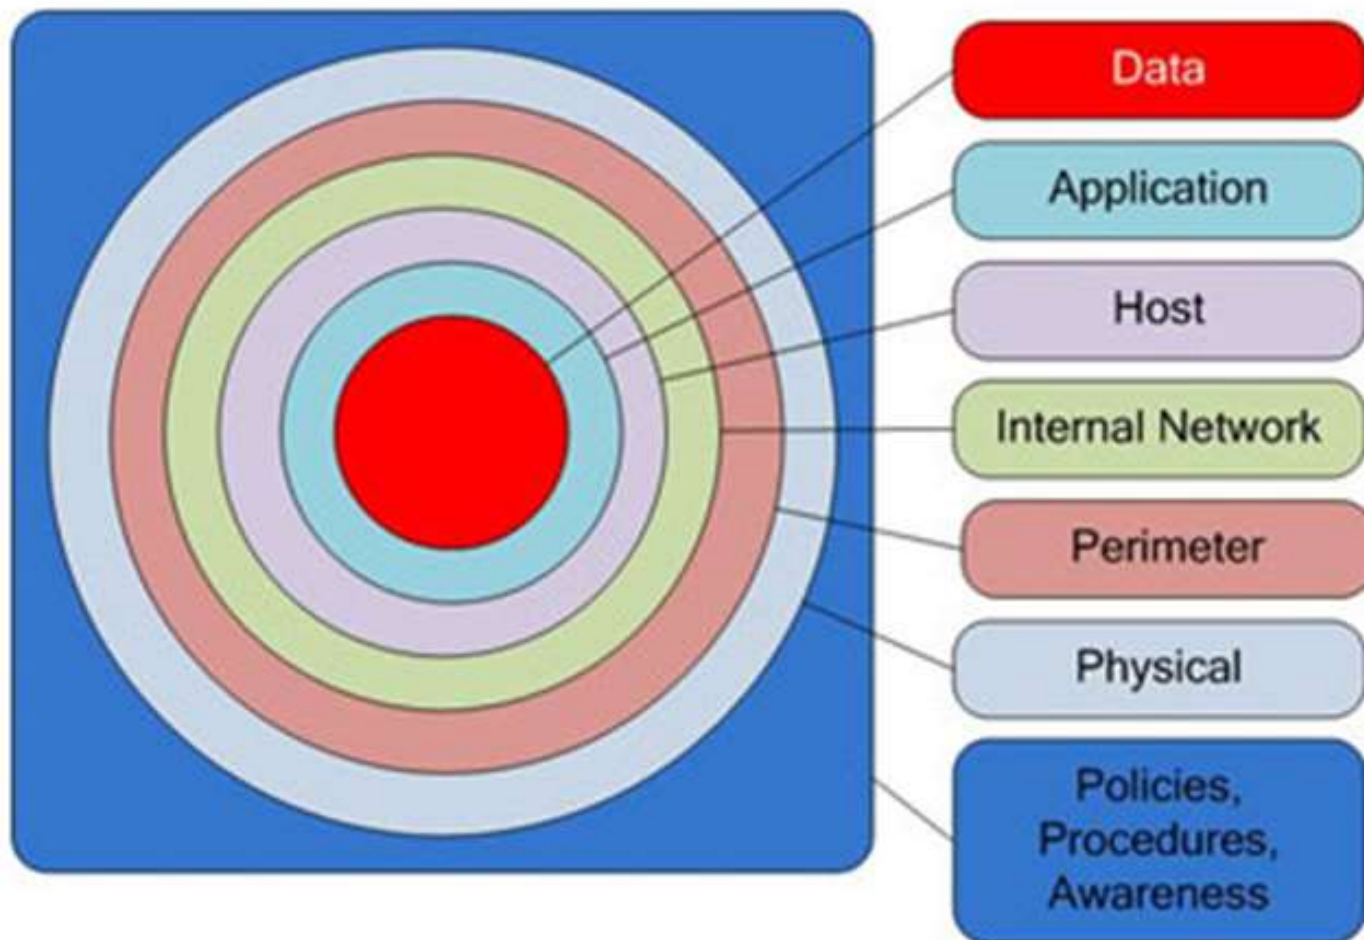 Data
Application
Host
Internal Network
Perimeter
Physical
Policies,
Procedures,
Awareness